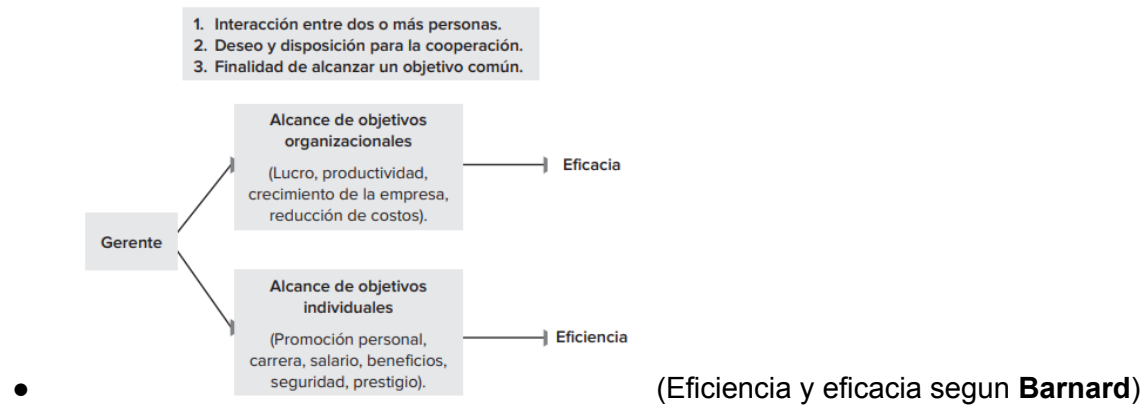 1. Interacción entre dos o más personas.
2. Deseo y disposición para la cooperación.
3. Finalidad de alcanzar un objetivo común.
Alcance de objetivos
organizacionales
(Lucro, productividad,
crecimiento de la empresa,
reducción de costos).
Eficacia
Gerente
Alcance de objetivos
individuales
(Promoción personal,
carrera, salario, beneficios,
seguridad, prestigio).
Eficiencia
● (Eficiencia y eficacia segun Barnard)